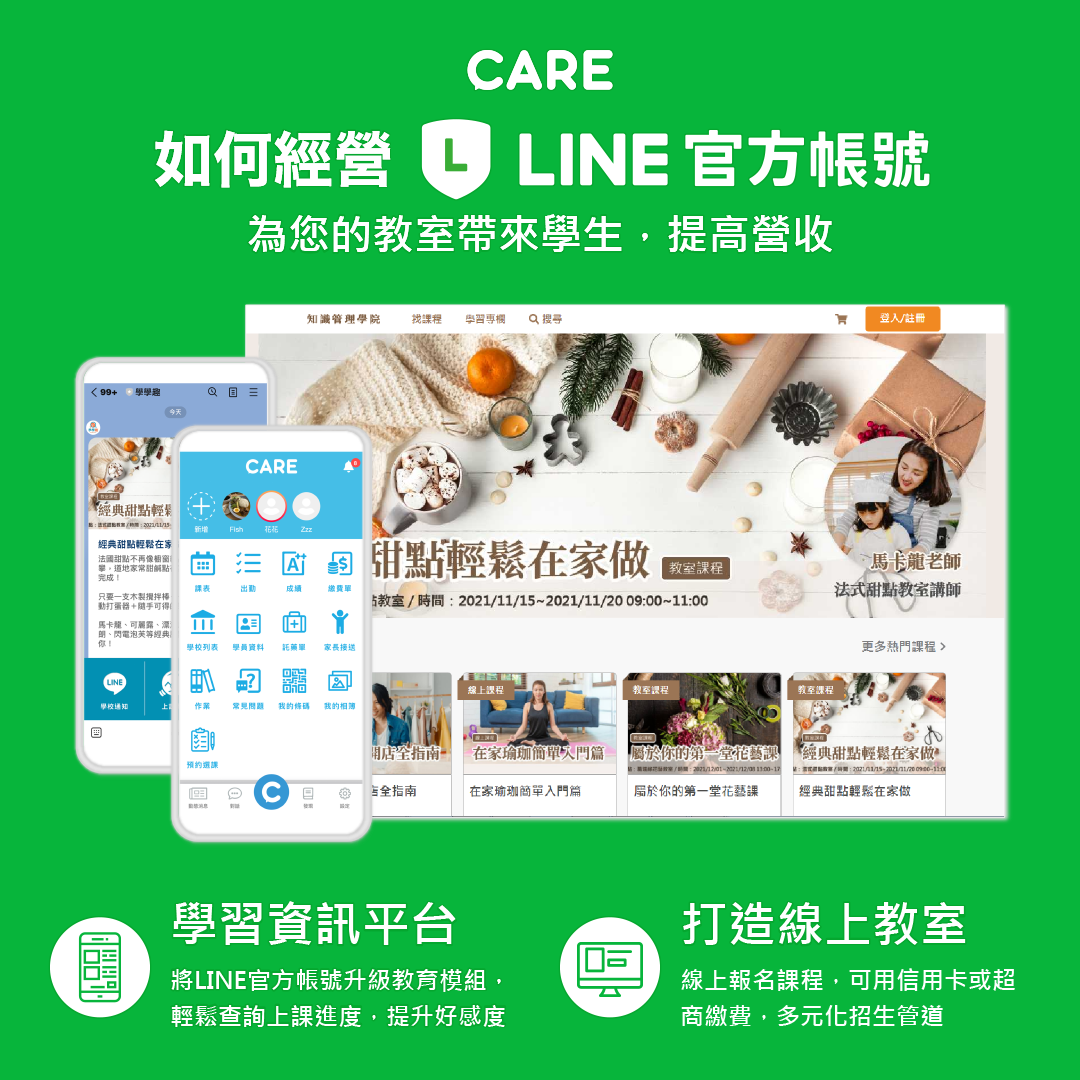 CARE
如何經營 L LINE 官方帳號
為您的教室帶來學生，提高營收
知識管理學院 找課程 學習專欄 搜尋 登入/註冊
甜點輕鬆在家做 教室課程
教室 / 時間：2021/11/15~2021/11/20 09:00~11:00
馬卡龍老師
法式甜點教室講師
更多熱門課程 >
開店全指南
店全指南
線上課程
在家瑜珈簡單入門篇
在家瑜珈簡單入門篇
教室課程
屬於你的第一堂花藝課
屬於你的第一堂花藝課
教室課程
經典甜點輕鬆在家做
經典甜點輕鬆在家做
< 99+ 學學趣
今天
教室課程
經典甜點輕鬆
經典甜點輕鬆在家
法國甜點不再像櫥窗
完成！
只要一支木製攪拌棒
動打蛋器＋隨手可得
馬卡龍、可麗露、
朗、閃電泡芙等經典
你！
LINE
學校通知
上
CARE
8
新增 Fish 花花 Zzz
課表 出勤 成績 繳費單
學校列表 學員資料 託藥單 家長接送
作業 常見問題 我的條碼 我的相簿
預約選課
動態消息 對話 C 發票 設定
學習資訊平台
將LINE官方帳號升級教育模組，
輕鬆查詢上課進度，提升好感度
打造線上教室
線上報名課程，可用信用卡或超
商繳費，多元化招生管道